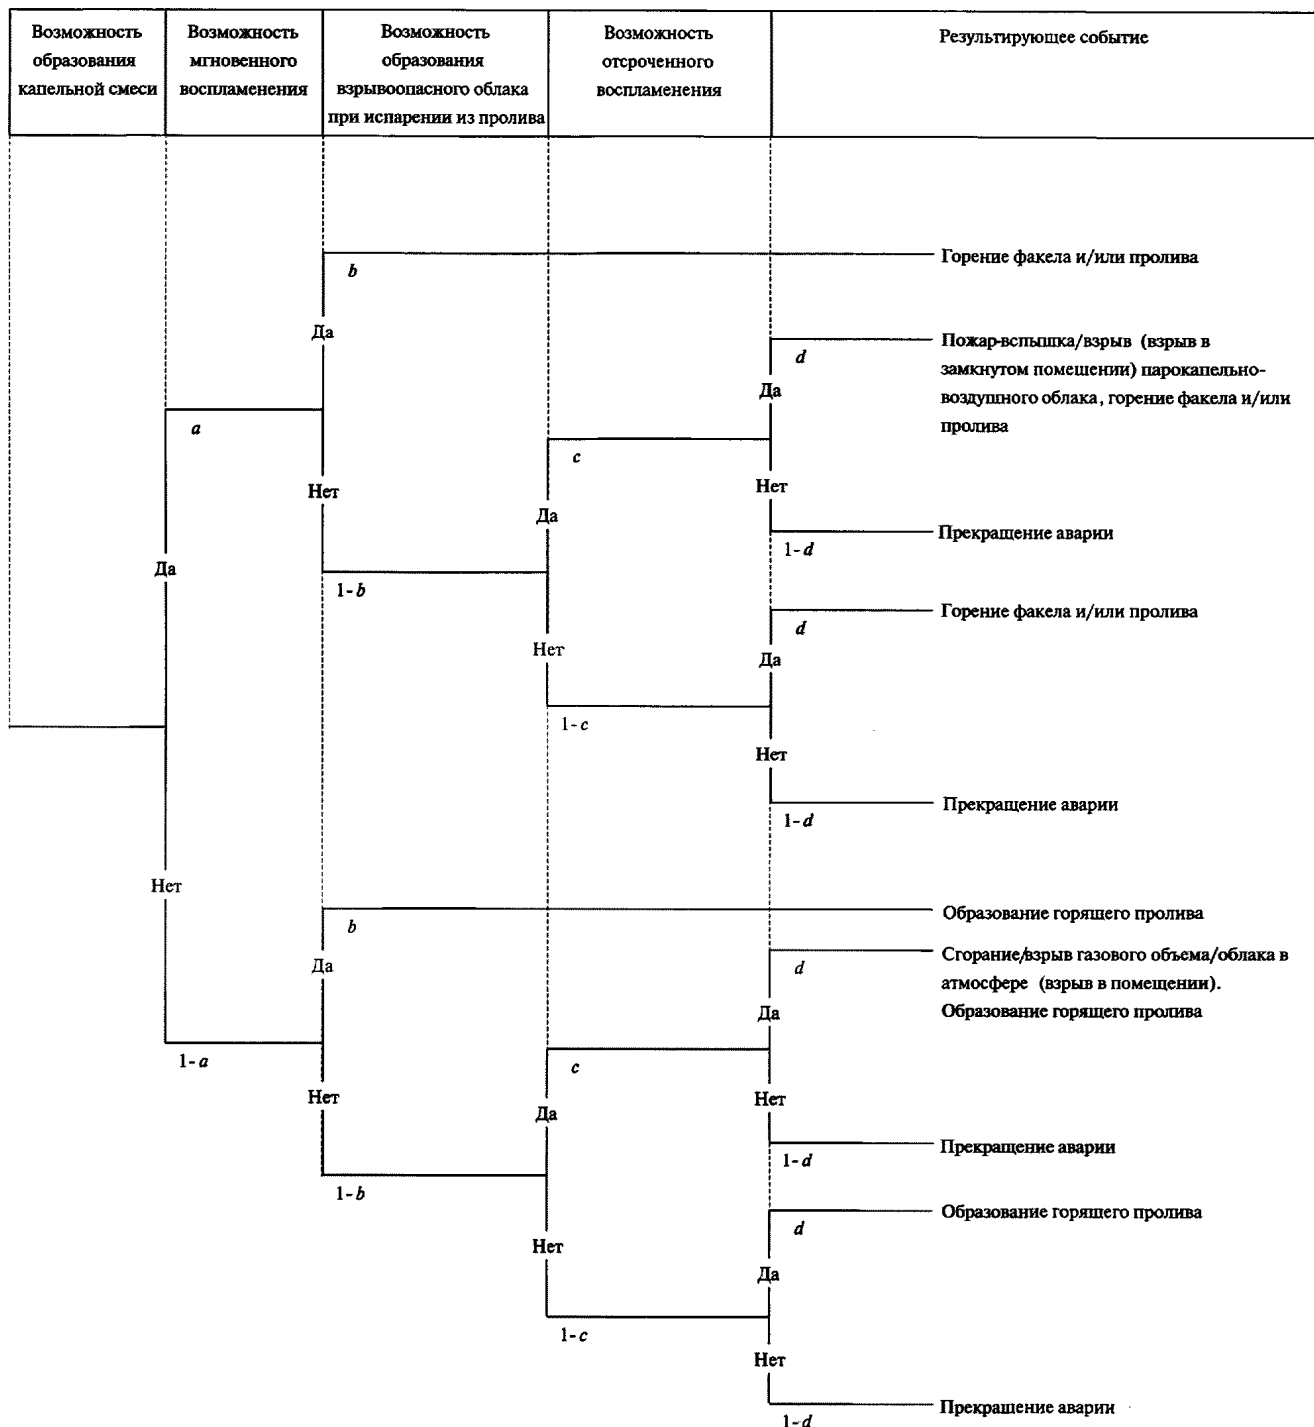 Возможность
образования
капельной смеси
Возможность
мгновенного
воспламенения
Возможность
образования
взрывоопасного облака
при испарении из пролива
Возможность
отсроченного
воспламенения
Результирующее событие
b
Горение факела и/или пролива
Да
d
Пожар-вспышка/взрыв (взрыв в
замкнутом помещении) парокапельно-
воздушного облака, горение факела и/или
пролива
Да
a
c
Нет
Нет
Да
Прекращение аварии
1-d
Да
1-b
d
Горение факела и/или пролива
Нет
Да
1-c
Нет
Прекращение аварии
1-d
Нет
b
Образование горящего пролива
Да
d
Сгорание/взрыв газового объема/облака в
атмосфере (взрыв в помещении).
Образование горящего пролива
Да
1-a
c
Нет
Нет
Да
Прекращение аварии
1-d
1-b
d
Образование горящего пролива
Нет
Да
1-c
Нет
Прекращение аварии
1-d